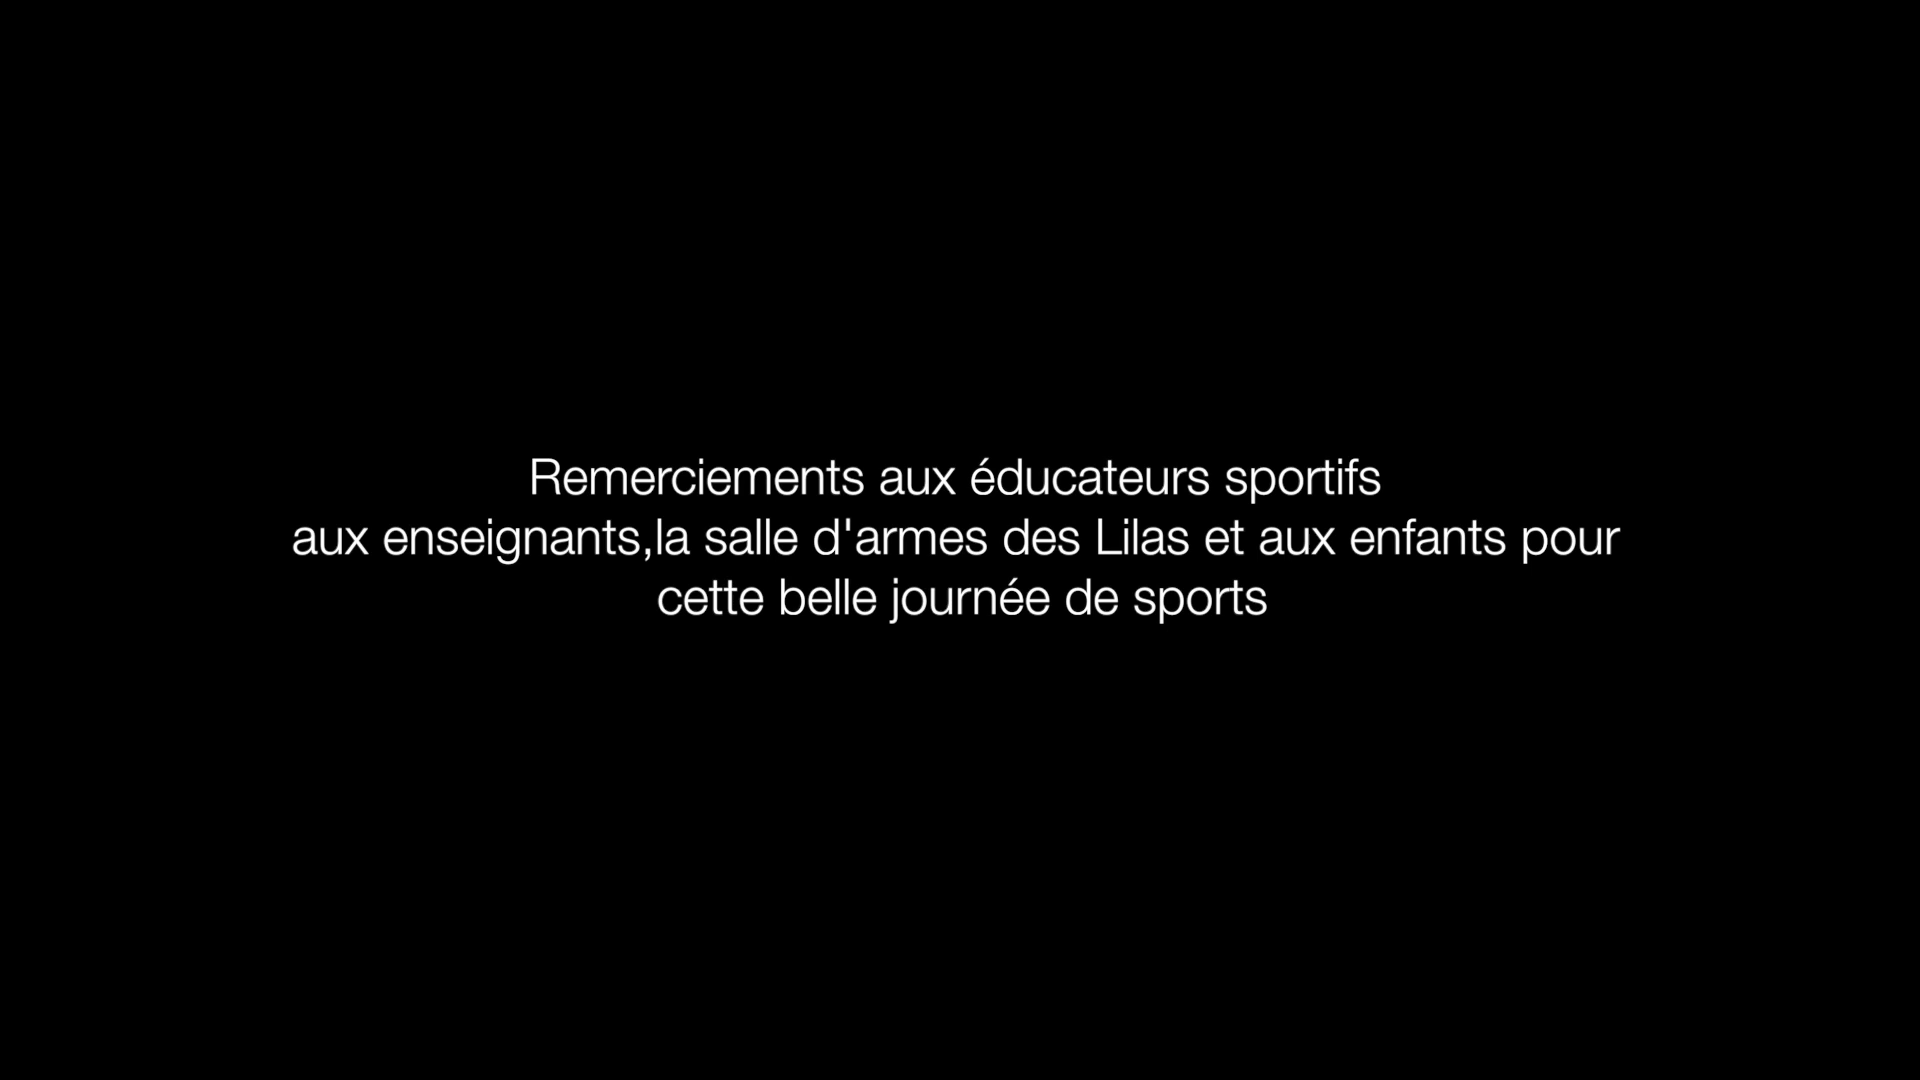 Remerciements aux éducateurs sportifs
aux enseignants,la salle d'armes des Lilas et aux enfants pour
cette belle journée de sports